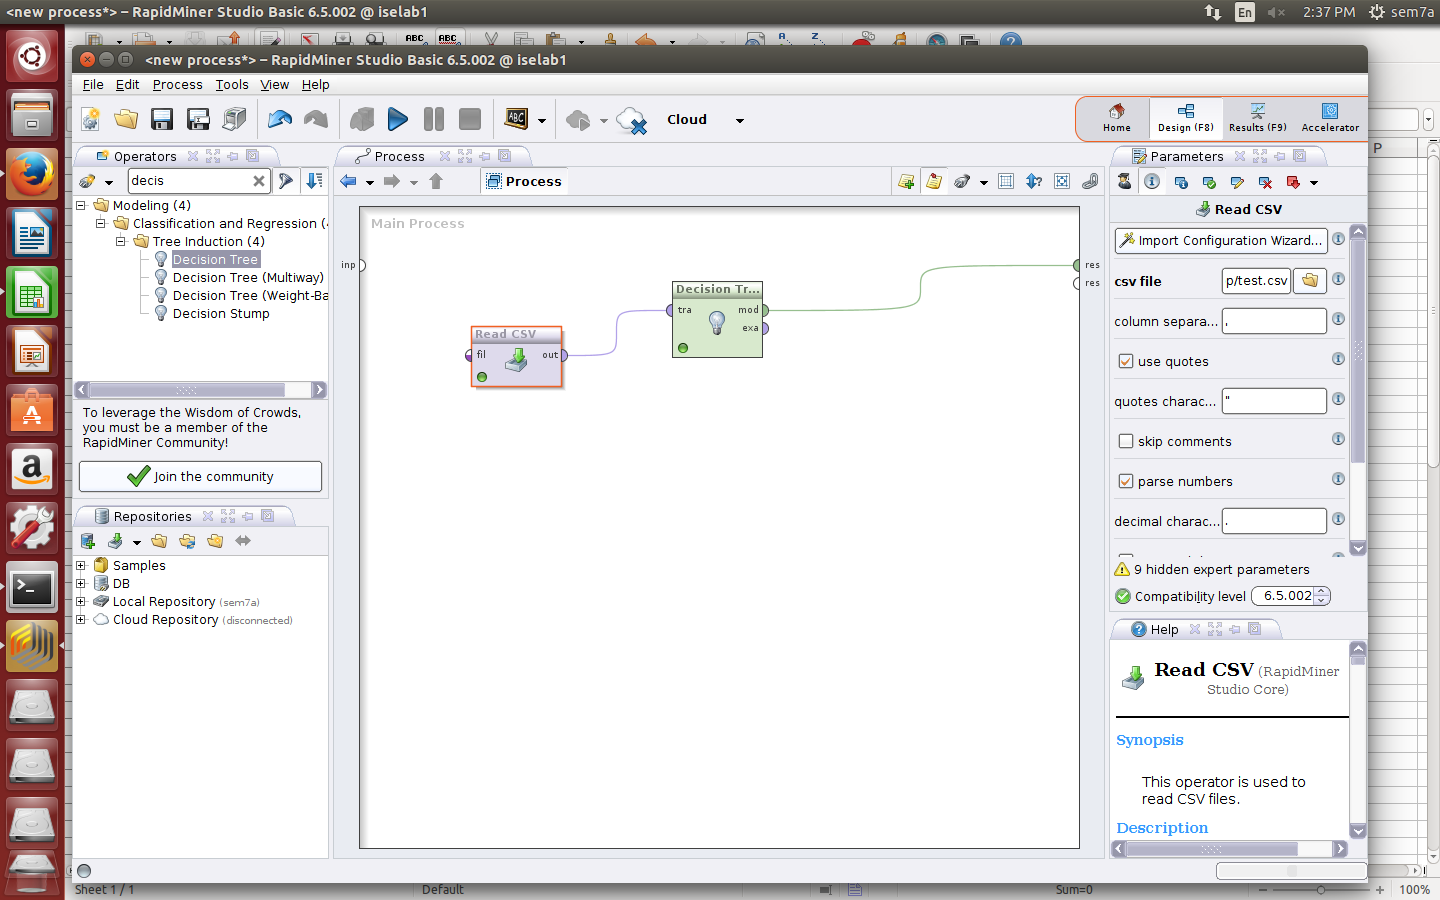 <new process*> – RapidMiner Studio Basic 6.5.002 @ iselab1
En
2:37 PM
sem7a
<new process*> – RapidMiner Studio Basic 6.5.002 @ iselab1
File Edit Process Tools View Help
Cloud
Home
Design (F8)
Results (F9)
Accelerator
Operators
decis
Modeling (4)
Classification and Regression (4
Tree Induction (4)
Decision Tree
Decision Tree (Multiway)
Decision Tree (Weight-Ba
Decision Stump
To leverage the Wisdom of Crowds,
you must be a member of the
RapidMiner Community!
Join the community
Repositories
Samples
DB
Local Repository (sem7a)
Cloud Repository (disconnected)
Process
Process
Main Process
inp
res
res
Read CSV
fil
out
Decision Tr...
tra
mod
exa
Parameters
Read CSV
Import Configuration Wizard...
csv file
p/test.csv
column separa...
,
use quotes
quotes charac...
"
skip comments
parse numbers
decimal charac...
.
9 hidden expert parameters
Compatibility level
6.5.002
Help
Read CSV (RapidMiner
Studio Core)
Synopsis
This operator is used to
read CSV files.
Description
P
ABC
ABC
ABC
Sheet 1 / 1
Default
Sum=0
100%